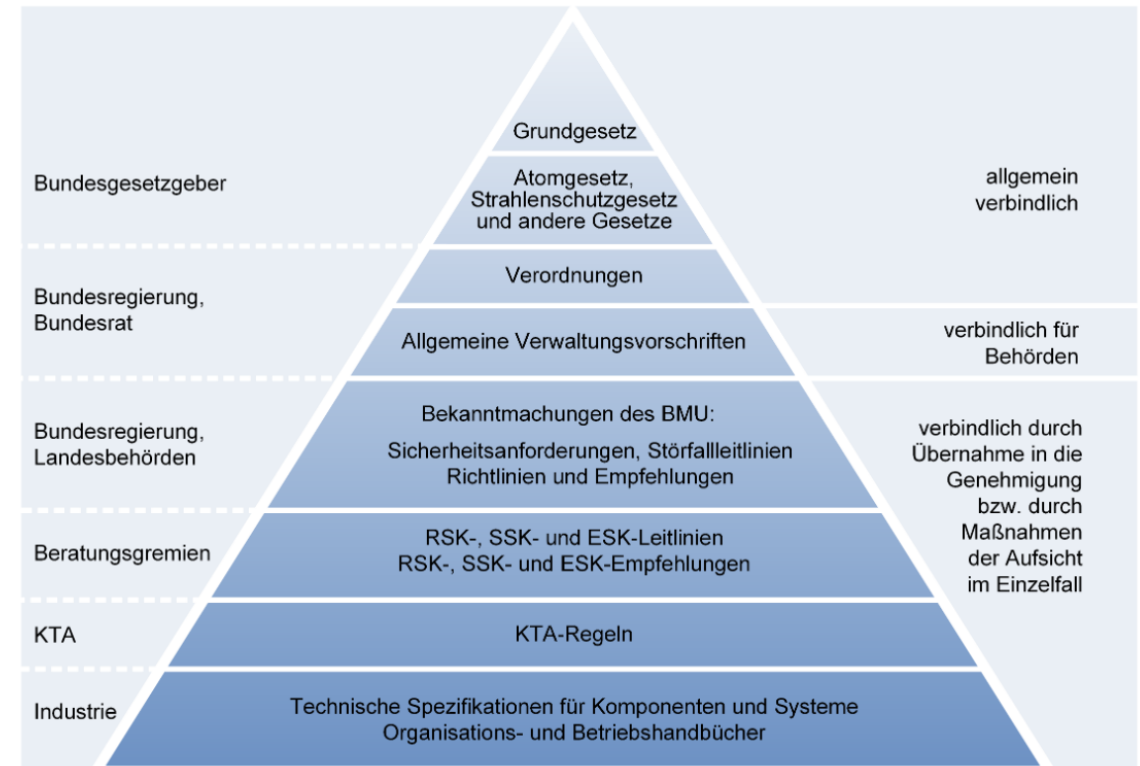 Grundgesetz
Bundesgesetzgeber
Atomgesetz,
Strahlenschutzgesetz
und andere Gesetze
allgemein
verbindlich
Bundesregierung,
Bundesrat
Verordnungen
Allgemeine Verwaltungsvorschriften
verbindlich für
Behörden
Bundesregierung,
Landesbehörden
Bekanntmachungen des BMU:
Sicherheitsanforderungen, Störfallleitlinien
Richtlinien und Empfehlungen
verbindlich durch
Übernahme in die
Genehmigung
bzw. durch
Maßnahmen
der Aufsicht
im Einzelfall
Beratungsgremien
RSK-, SSK- und ESK-Leitlinien
RSK-, SSK- und ESK-Empfehlungen
KTA
KTA-Regeln
Industrie
Technische Spezifikationen für Komponenten und Systeme
Organisations- und Betriebshandbücher